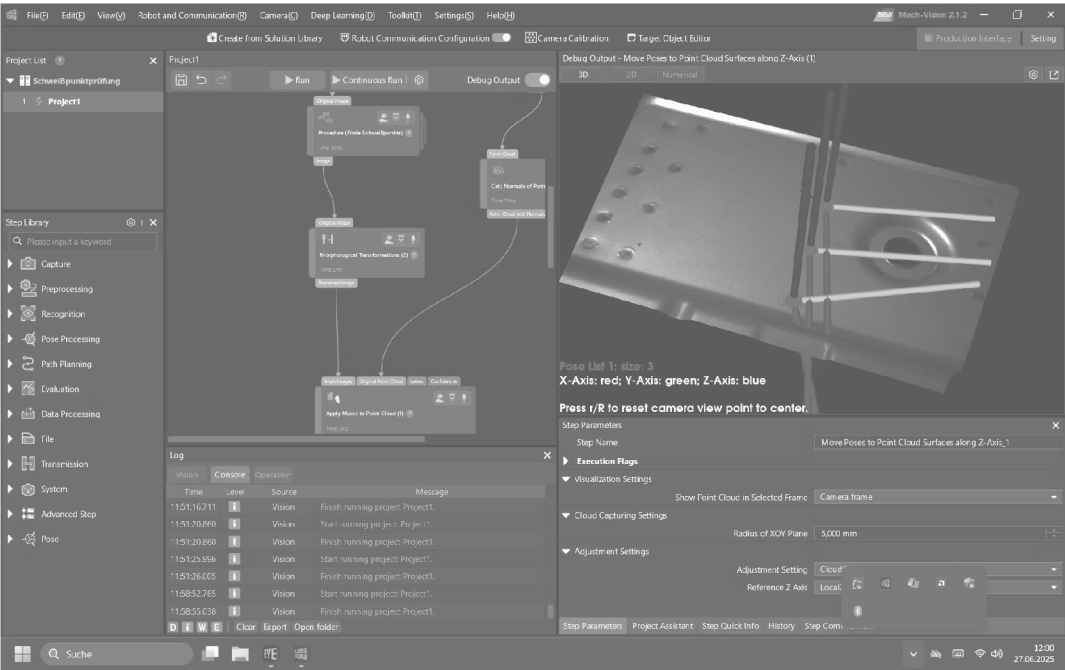 File(F) Edit(E) View(V) Robot and Communication(R) Camera(C) Deep Learning(D) Toolkit(T) Settings(S) Help(H) NEW Mech-Vision 2.1.2
Create from Solution Library Robot Communication Configuration Camera Calibration Target Object Editor Production Interface Setting
Project List
Schweißpunktprüfung
1 Project1
Project1
Run Continuous Run Debug Output
Original Image
Procedure (Finde Schweißpunkte)
Image
Original Image
Morphological Transformations (2)
Point Cloud
Calc Normals of Poin
Original Point Cloud Labels Confidences
Apply Masks to Point Cloud (1)
Debug Output - Move Poses to Point Cloud Surfaces along Z-Axis (1)
3D 2D Numerical
Pose List 1: size: 3
X-Axis: red; Y-Axis: green; Z-Axis: blue
Press r/R to reset camera view point to center.
Step Library
Please input a keyword
Capture
Preprocessing
Recognition
Pose Processing
Path Planning
Evaluation
Data Processing
File
Transmission
System
Advanced Step
Pose
Log
Vision Console Operation
Time Level Source Message
11:51:16.711 i Vision Finish running project Project1.
11:51:20.860 i Vision Start running project: Project1.
11:51:20.860 i Vision Finish running project Project1.
11:51:25.996 i Vision Start running project: Project1.
11:51:26.005 i Vision Finish running project Project1.
11:58:52.765 i Vision Start running project: Project1.
11:58:55.038 i Vision Finish running project Project1.
D i W E Clear Export Open folder
Step Parameters
Step Name Move Poses to Point Cloud Surfaces along Z-Axis_1
Execution Flags
Visualization Settings
Show Point Cloud in Selected Frame Camera frame
Cloud Capturing Settings
Radius of XOY Plane 5,000 mm
Adjustment Settings
Adjustment Setting
Reference Z Axis
Step Parameters Project Assistant Step Quick Info History Step Com
Suche
12:00
27.06.2025